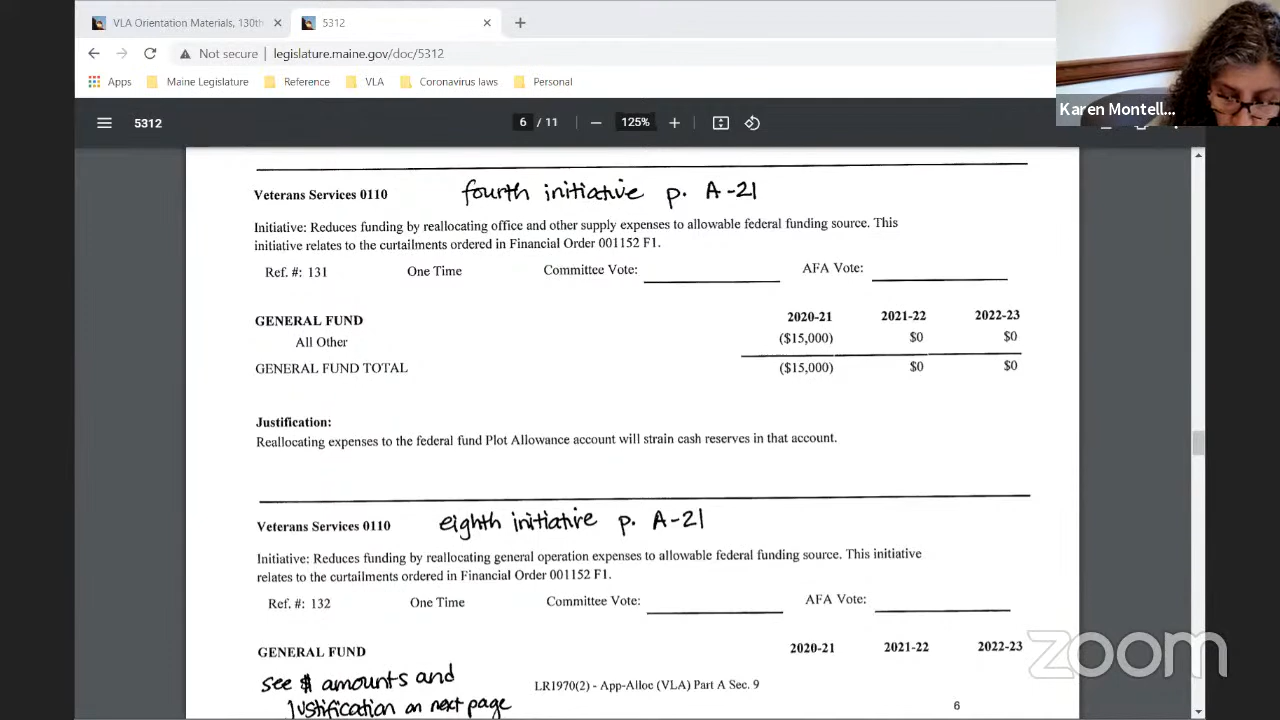 VLA Orientation Materials, 130th
5312
Not secure | legislature.maine.gov/doc/5312
Apps Maine Legislature Reference VLA Coronavirus laws Personal
Karen Montell...
5312 6 / 11 125%
Veterans Services 0110 fourth initiative p. A-21
Initiative: Reduces funding by reallocating office and other supply expenses to allowable federal funding source. This
initiative relates to the curtailments ordered in Financial Order 001152 F1.
Ref. #: 131 One Time Committee Vote: AFA Vote:
GENERAL FUND 2020-21 2021-22 2022-23
All Other ($15,000) $0 $0
GENERAL FUND TOTAL ($15,000) $0 $0
Justification:
Reallocating expenses to the federal fund Plot Allowance account will strain cash reserves in that account.
Veterans Services 0110 eighth initiative p. A-21
Initiative: Reduces funding by reallocating general operation expenses to allowable federal funding source. This initiative
relates to the curtailments ordered in Financial Order 001152 F1.
Ref. #: 132 One Time Committee Vote: AFA Vote:
GENERAL FUND 2020-21 2021-22 2022-23
see $ amounts and
justification on next page
LR1970(2) - App-Alloc (VLA) Part A Sec. 9
6
zoom